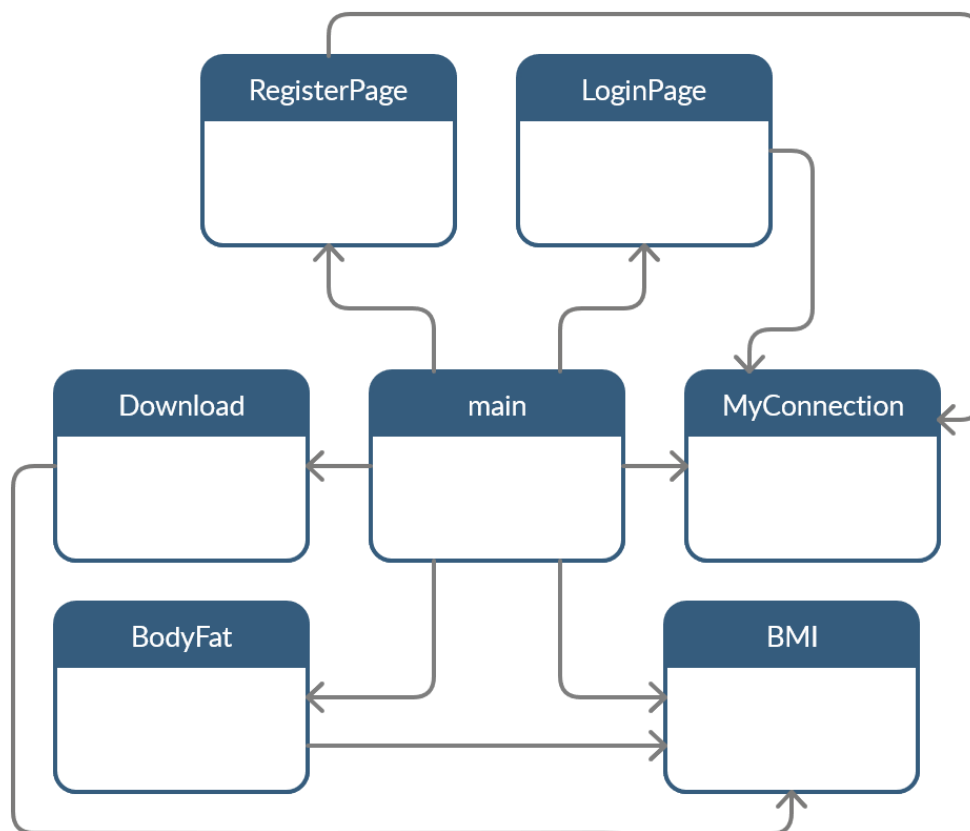 RegisterPage
LoginPage
Download
main
MyConnection
BodyFat
BMI